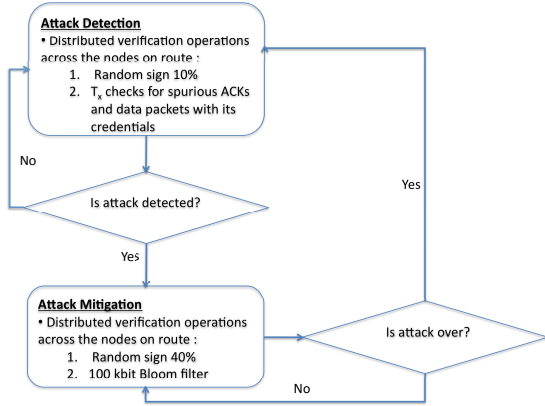 Attack Detection
• Distributed verification operations
across the nodes on route :
1. Random sign 10%
2. Tx checks for spurious ACKs
and data packets with its
credentials
No
Is attack detected?
Yes
Yes
Attack Mitigation
• Distributed verification operations
across the nodes on route :
1. Random sign 40%
2. 100 kbit Bloom filter
Is attack over?
No